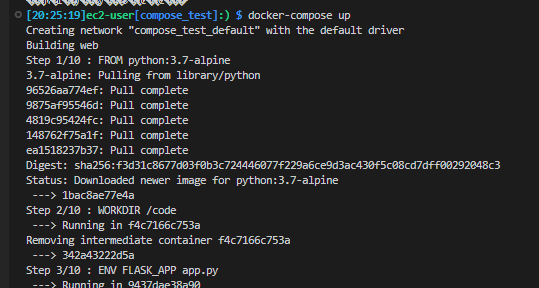 [20:25:19]ec2-user[compose_test]:) $ docker-compose up
Creating network "compose_test_default" with the default driver
Building web
Step 1/10 : FROM python:3.7-alpine
3.7-alpine: Pulling from library/python
96526aa774ef: Pull complete
9875af95546d: Pull complete
4819c95424fc: Pull complete
148762f75a1f: Pull complete
ea1518237b37: Pull complete
Digest: sha256:f3d31c8677d03f0b3c724446077f229a6ce9d3ac430f5c08cd7dff00292048c3
Status: Downloaded newer image for python:3.7-alpine
---> 1bac8ae77e4a
Step 2/10 : WORKDIR /code
---> Running in f4c7166c753a
Removing intermediate container f4c7166c753a
---> 342a43222d5a
Step 3/10 : ENV FLASK_APP app.py
---> Running in 9437dae38a90